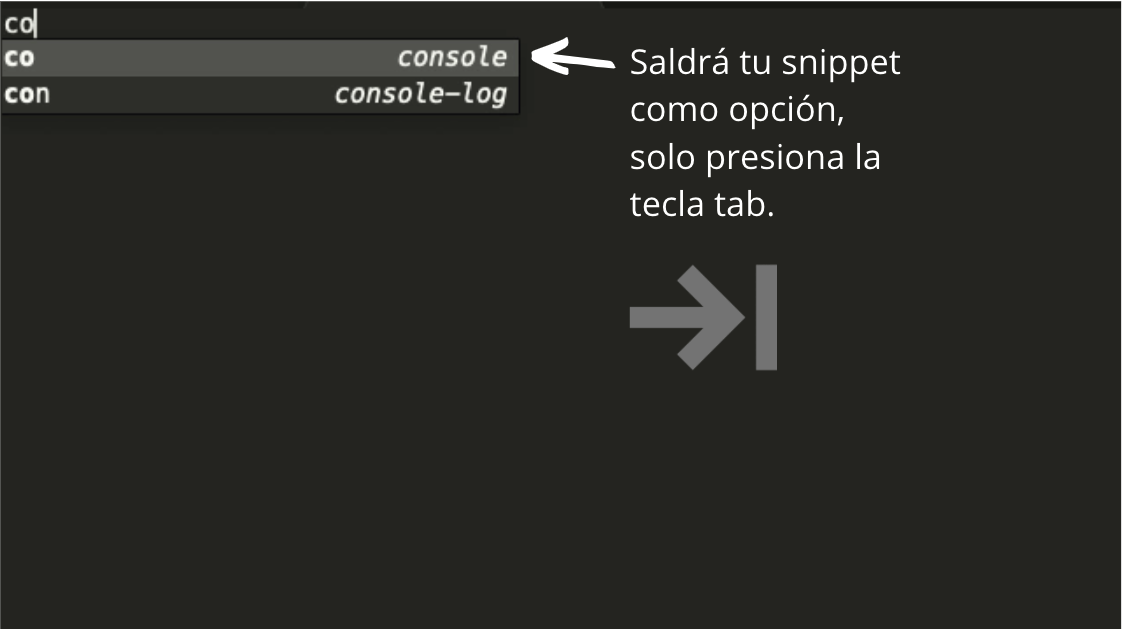 co
co console
con console-log
Saldrá tu snippet
como opción,
solo presiona la
tecla tab.